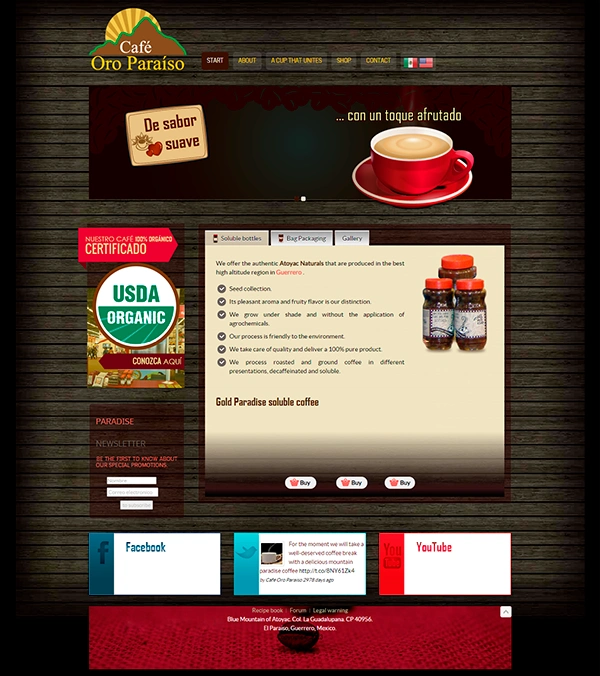 Café
Oro Paraíso
START
ABOUT
A CUP THAT UNITES
SHOP
CONTACT
De sabor
suave
... con un toque afrutado
NUESTRO CAFÉ 100% ORGÁNICO
CERTIFICADO
USDA
ORGANIC
CONOZCA AQUÍ
Soluble bottles
Bag Packaging
Gallery
We offer the authentic Atoyac Naturals that are produced in the best
high altitude region in Guerrero .
Seed collection.
Its pleasant aroma and fruity flavor is our distinction.
We grow under shade and without the application of
agrochemicals.
Our process is friendly to the environment.
We take care of quality and deliver a 100% pure product.
We process roasted and ground coffee in different
presentations, decaffeinated and soluble.
Gold Paradise soluble coffee
Buy
Buy
Buy
PARADISE
NEWSLETTER
BE THE FIRST TO KNOW ABOUT
OUR SPECIAL PROMOTIONS.
Nombre
Facebook
For the moment we will take a
well-deserved coffee break
with a delicious mountain
paradise coffee http://t.co/8NY61Zx4
by Cafe Oro Paraiso 2978 days ago
You
Tube
YouTube
Recipe book | Forum | Legal warning
Blue Mountain of Atoyac. Col. La Guadalupana. CP 40956.
El Paraíso, Guerrero, Mexico.